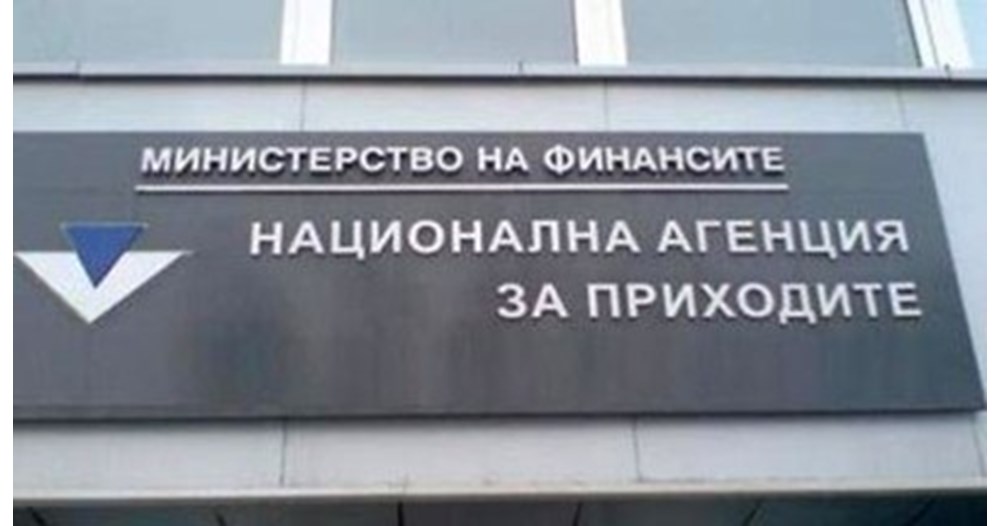 МИНИСТЕРСТВО НА ФИНАНСИТЕ
НАЦИОНАЛНА АГЕНЦИЯ
ЗА ПРИХОДИТЕ